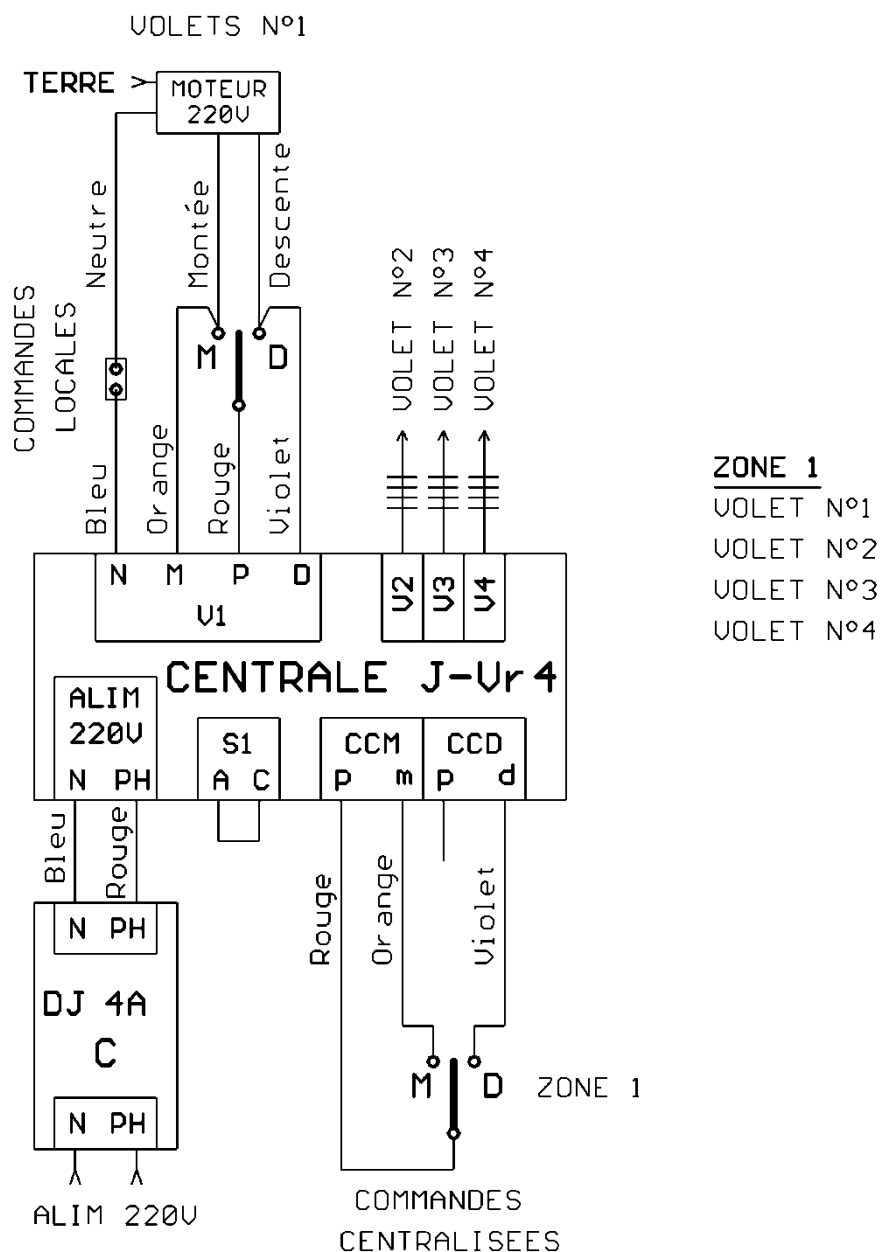 VOLETS N°1
TERRE
MOTEUR
220V
Neutre
Montée
Descente
COMMANDES
LOCALES
M
D
VOLET N°2
VOLET N°3
VOLET N°4
Bleu
Orange
Rouge
Violet
ZONE 1
VOLET N°1
VOLET N°2
VOLET N°3
VOLET N°4
N M P D
V1
V2
V3
V4
CENTRALE J-Vr4
ALIM
220V
N PH
S1
A C
CCM
p m
CCD
p d
Bleu
Rouge
N PH
DJ 4A
C
N PH
ALIM 220V
Rouge
Orange
Violet
M D
ZONE 1
COMMANDES
CENTRALISEES